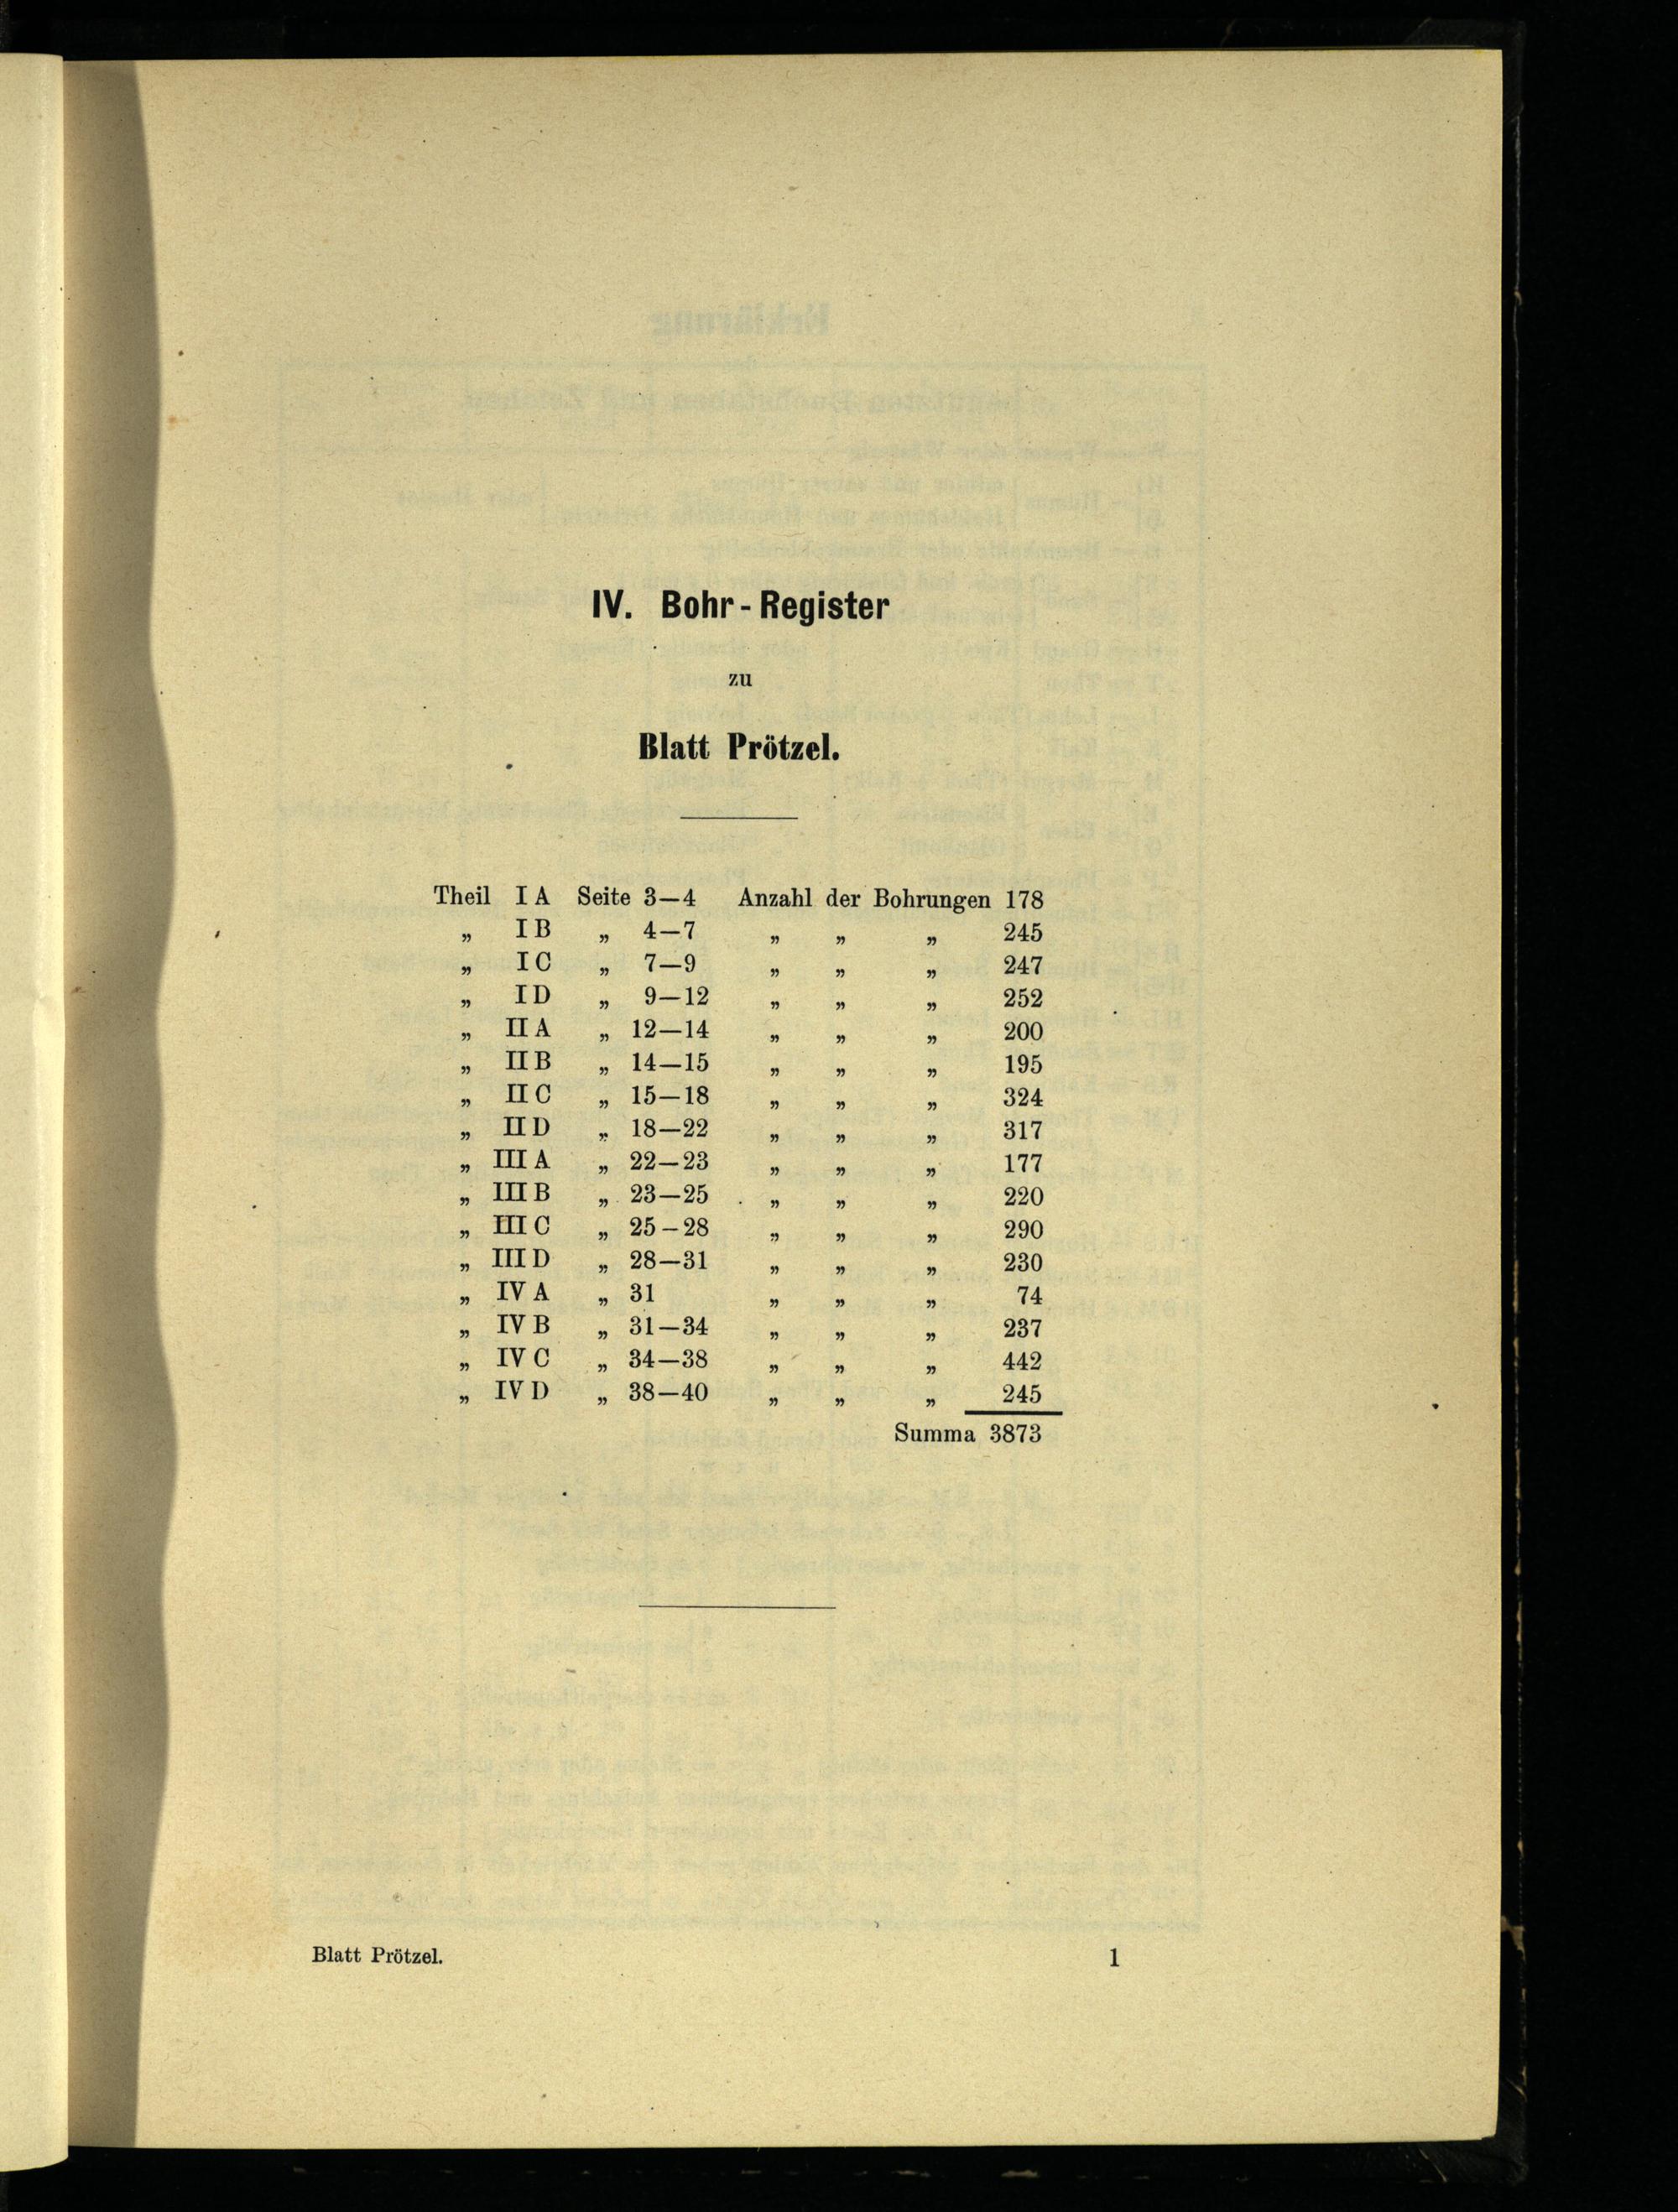 IV. Bohr-Register
zu
Blatt Prötzel.
Theil I A Seite 3—4 Anzahl der Bohrungen 178
„ I B „ 4—7 „ „ „ 245
„ I C „ 7—9 „ „ „ 247
„ I D „ 9—12 „ „ „ 252
„ II A „ 12—14 „ „ „ 200
„ II B „ 14—15 „ „ „ 195
„ II C „ 15—18 „ „ „ 324
„ II D „ 18—22 „ „ „ 317
„ III A „ 22—23 „ „ „ 177
„ III B „ 23—25 „ „ „ 220
„ III C „ 25–28 „ „ „ 290
„ III D „ 28—31 „ „ „ 230
„ IV A „ 31 „ „ „ 74
„ IV B „ 31—34 „ „ „ 237
„ IV C „ 34—38 „ „ „ 442
„ IV D „ 38—40 „ „ „ 245
Summa 3873
Blatt Prötzel. 1